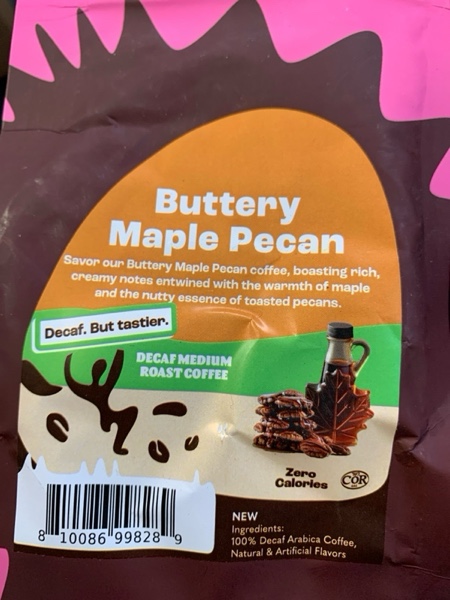 Buttery
Maple Pecan
Savor our Buttery Maple Pecan coffee, boasting rich,
creamy notes entwined with the warmth of maple
and the nutty essence of toasted pecans.
Decaf. But tastier.
DECAF MEDIUM
ROAST COFFEE
Zero
Calories
COR
8 10086 99828 9
NEW
Ingredients:
100% Decaf Arabica Coffee,
Natural & Artificial Flavors